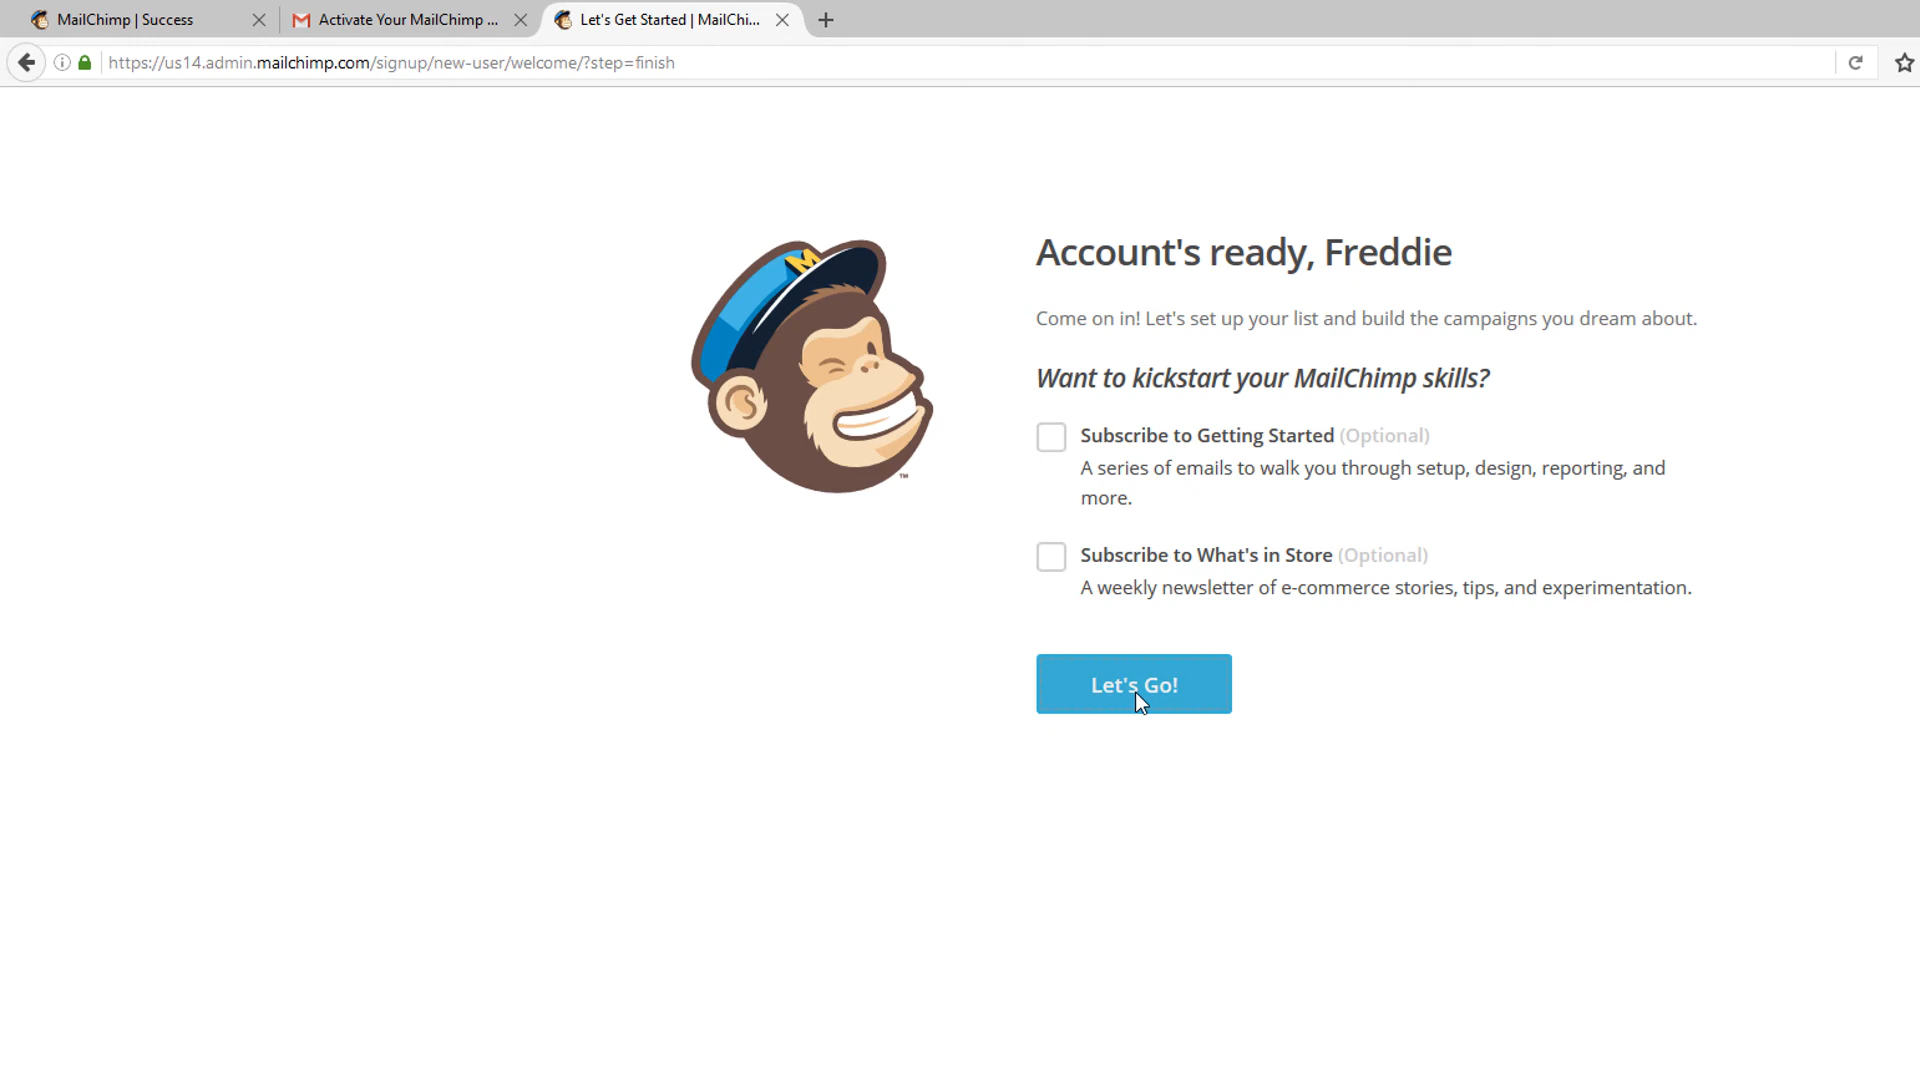 MailChimp | Success
Activate Your MailChimp ...
Let's Get Started | MailChi...
https://us14.admin.mailchimp.com/signup/new-user/welcome/?step=finish
M
™
Account's ready, Freddie
Come on in! Let's set up your list and build the campaigns you dream about.
Want to kickstart your MailChimp skills?
Subscribe to Getting Started (Optional)
A series of emails to walk you through setup, design, reporting, and
more.
Subscribe to What's in Store (Optional)
A weekly newsletter of e-commerce stories, tips, and experimentation.
Let's Go!